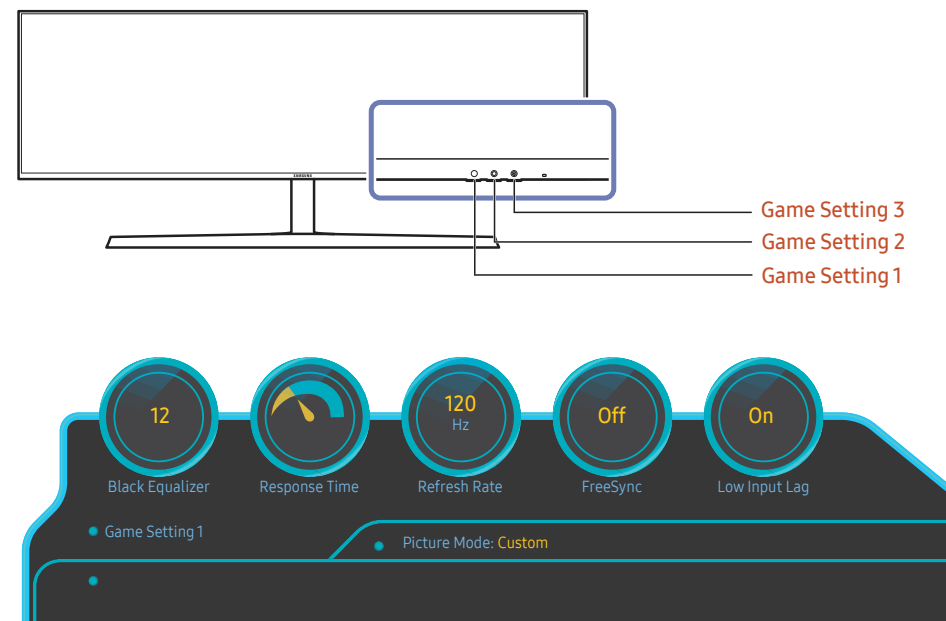 SAMSUNG
Game Setting 3
Game Setting 2
Game Setting 1
12
120
Hz
Off
On
Black Equalizer
Response Time
Refresh Rate
FreeSync
Low Input Lag
Game Setting 1
Picture Mode: Custom